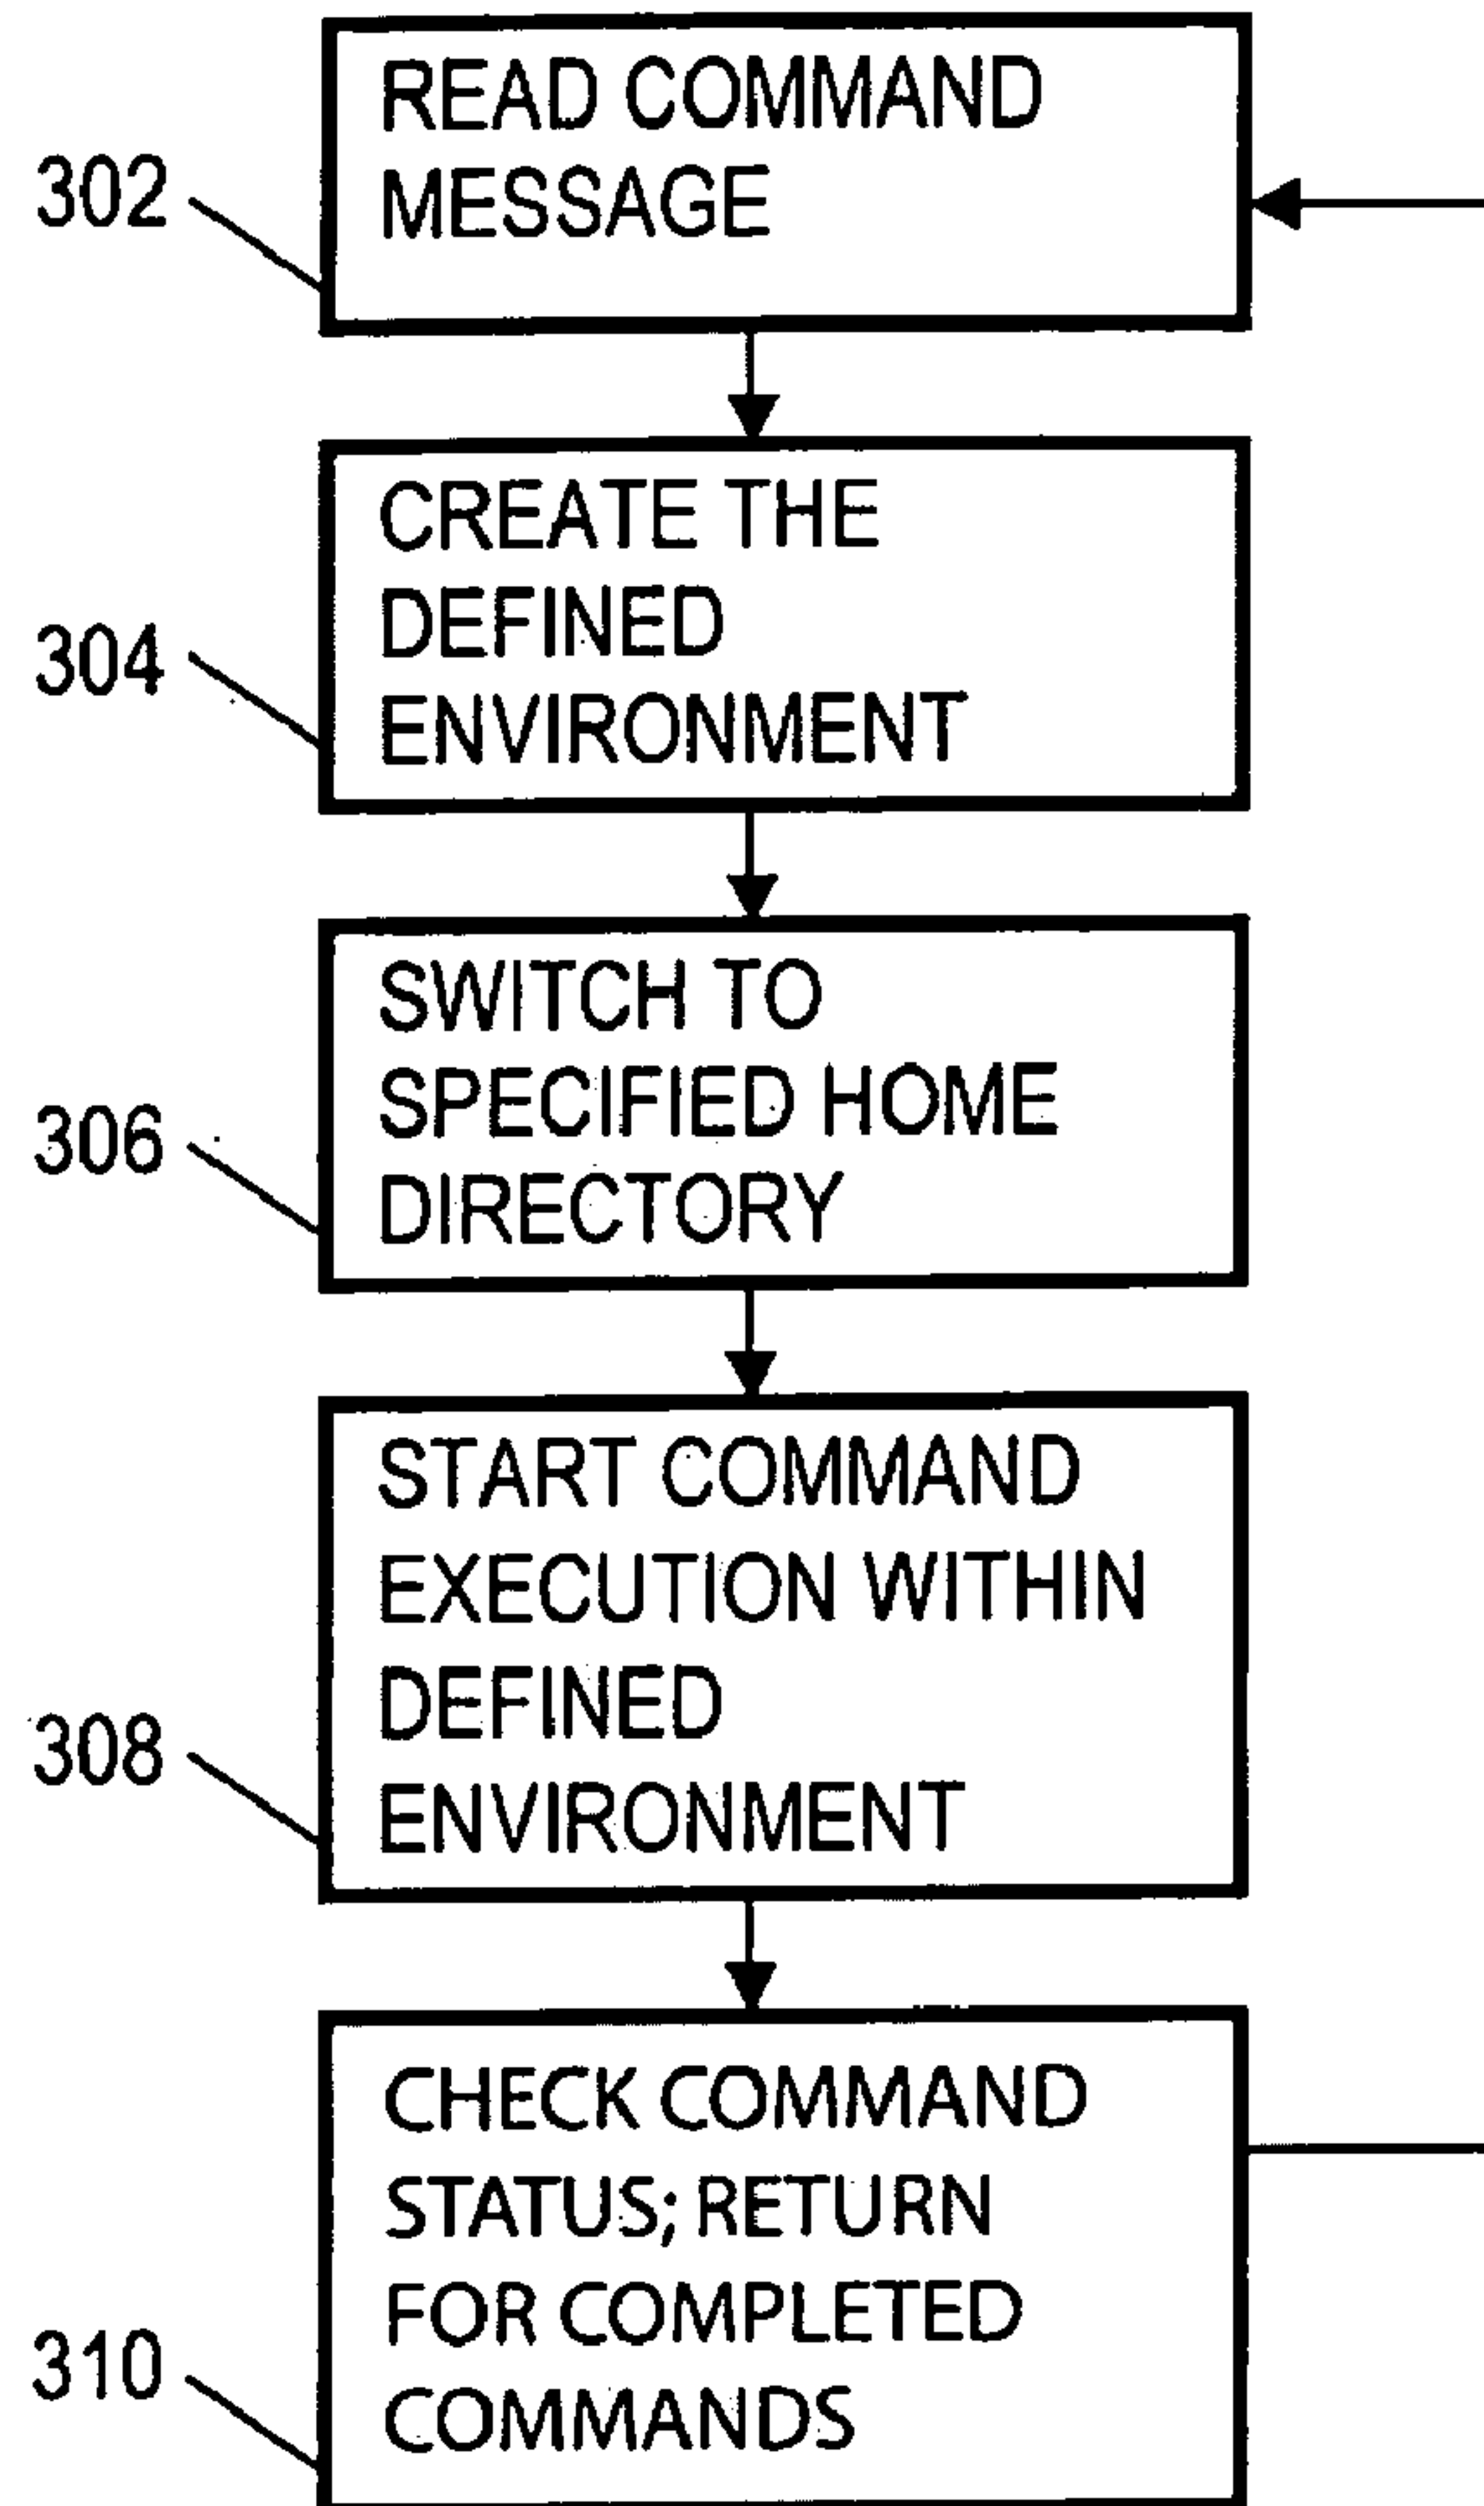 READ COMMAND
MESSAGE
302
CREATE THE
DEFINED
ENVIRONMENT
304
SWITCH TO
SPECIFIED HOME
DIRECTORY
306
START COMMAND
EXECUTION WITHIN
DEFINED
ENVIRONMENT
308
CHECK COMMAND
STATUS; RETURN
FOR COMPLETED
COMMANDS
310